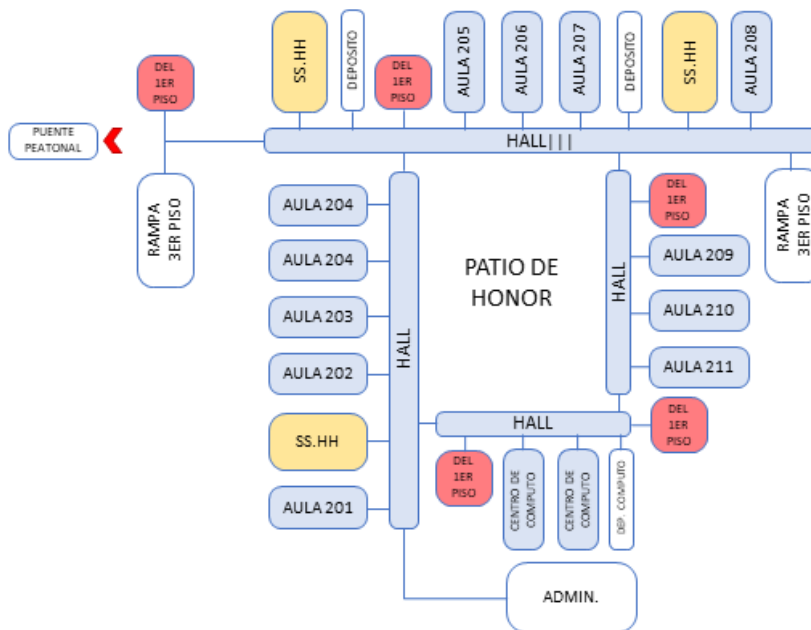 SS.HH
DEPOSITO
DEL
1ER
PISO
AULA 205
AULA 206
AULA 207
DEPOSITO
SS.HH
AULA 208
DEL
1ER
PISO
PUENTE
PEATONAL
HALL|||
RAMPA
3ER PISO
AULA 204
AULA 204
AULA 203
AULA 202
SS.HH
AULA 201
HALL
PATIO DE
HONOR
HALL
DEL
1ER
PISO
AULA 209
AULA 210
AULA 211
RAMPA
3ER PISO
HALL
DEL
1ER
PISO
DEL
1ER
PISO
CENTRO DE
COMPUTO
CENTRO DE
COMPUTO
DEP. COMPUTO
ADMIN.